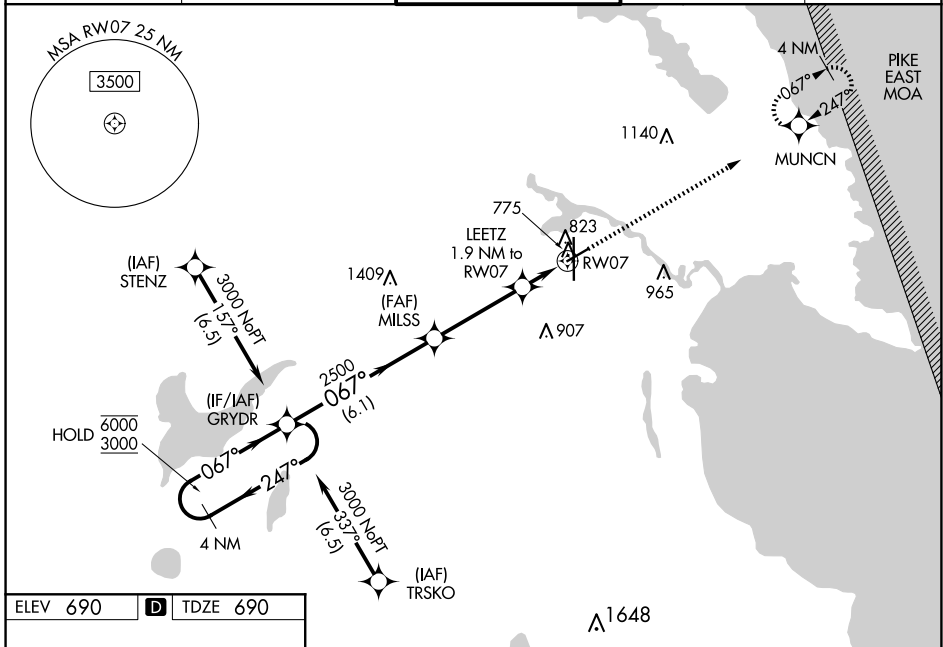 MSA RW07 25 NM
3500
4 NM
067°
247°
MUNCN
PIKE
EAST
MOA
1140
775
823
LEETZ
1.9 NM to
RW07
RW07
965
(IAF)
STENZ
3000 NoPT
157°
(6.5)
1409
(FAF)
MILSS
907
2500
067°
(6.1)
(IF/IAF)
GRYDR
HOLD 6000
3000
067°
247°
4 NM
3000 NoPT
337°
(6.5)
(IAF)
TRSKO
1648
ELEV 690 D TDZE 690